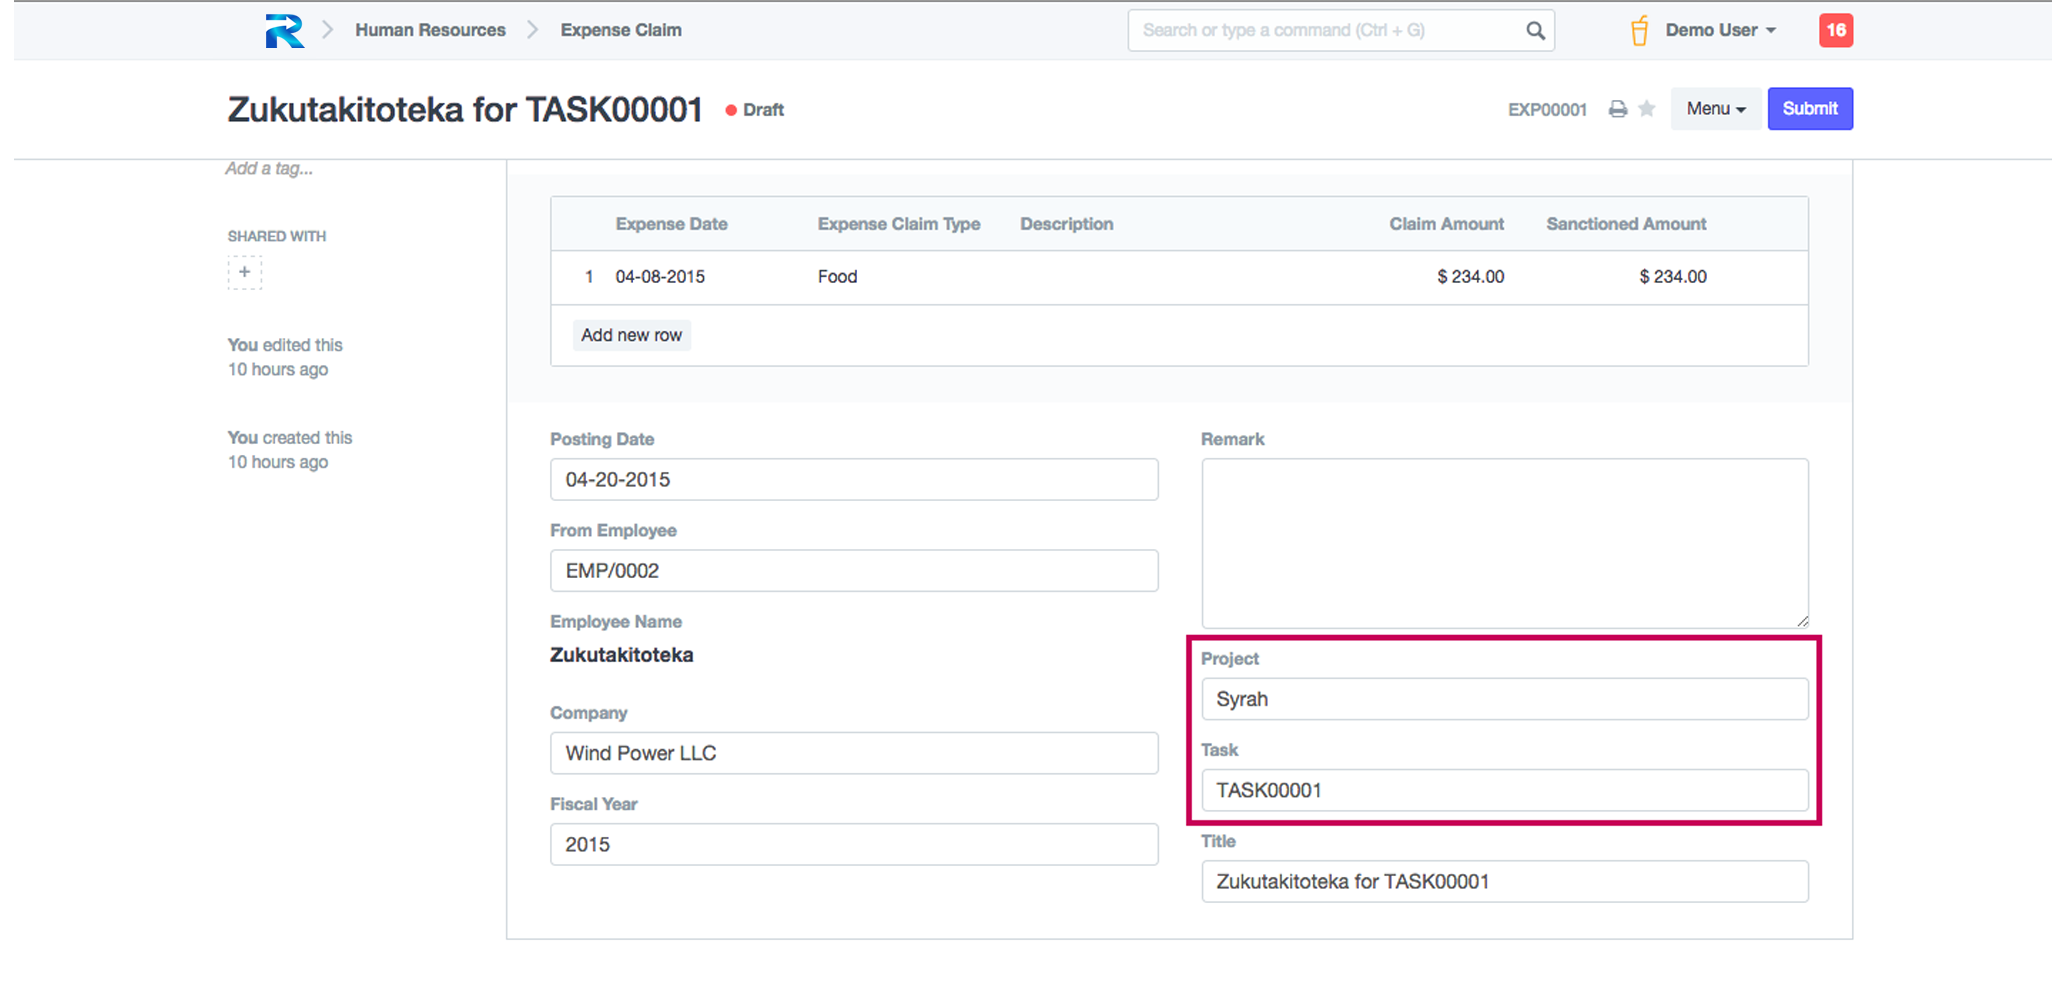 Human Resources
Expense Claim
Search or type a command (Ctrl + G)
Demo User
16
Zukutakitoteka for TASK00001
Draft
EXP00001
Menu
Submit
Add a tag...
SHARED WITH
+
You edited this
10 hours ago
You created this
10 hours ago
Expense Date Expense Claim Type Description Claim Amount Sanctioned Amount
1 04-08-2015 Food $ 234.00 $ 234.00
Add new row
Posting Date
04-20-2015
From Employee
EMP/0002
Employee Name
Zukutakitoteka
Company
Wind Power LLC
Fiscal Year
2015
Remark
Project
Syrah
Task
TASK00001
Title
Zukutakitoteka for TASK00001